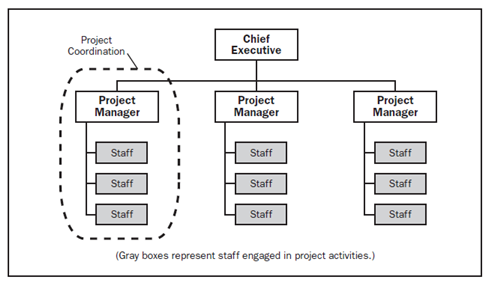 Project
Coordination
Chief
Executive
Project
Manager
Project
Manager
Project
Manager
Staff
Staff
Staff
Staff
Staff
Staff
Staff
Staff
Staff
(Gray boxes represent staff engaged in project activities.)